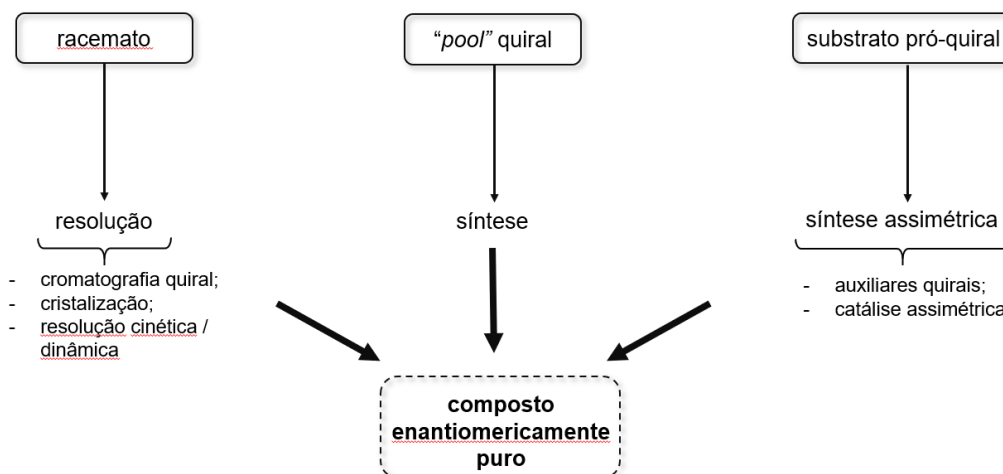 racemato
“pool” quiral
substrato pró-quiral
resolução
síntese
síntese assimétrica
- cromatografia quiral;
- cristalização;
- resolução cinética /
dinâmica
- auxiliares quirais;
- catálise assimétrica
composto
enantiomericamente
puro